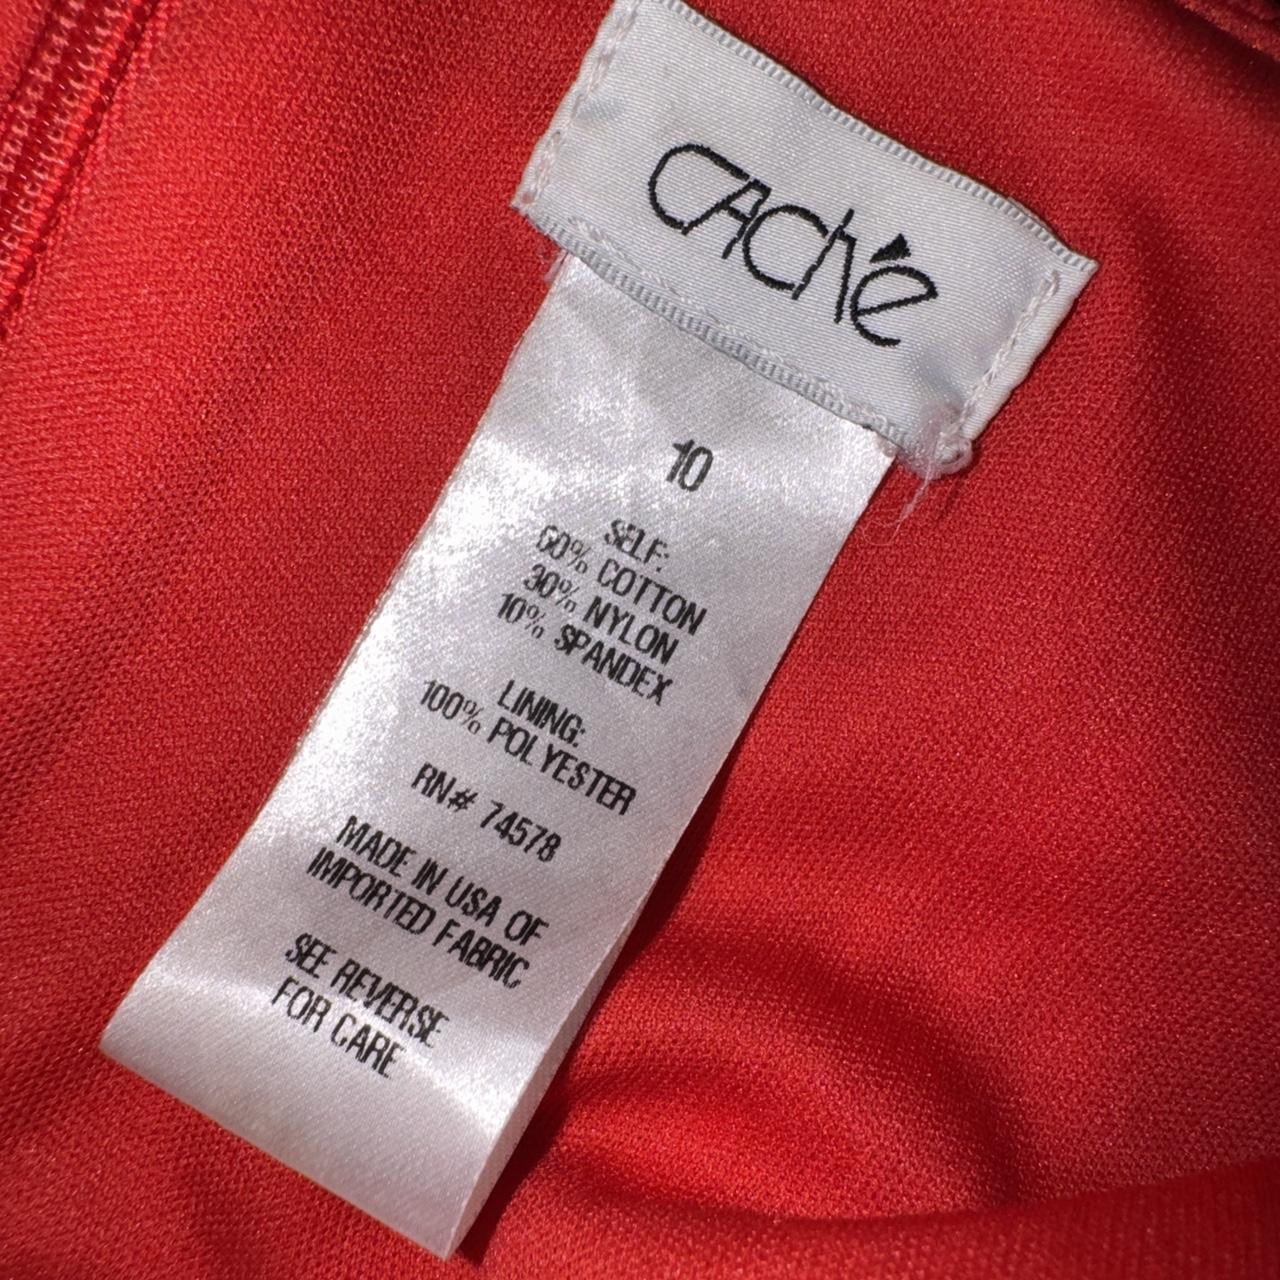 CAChé
10
SELF:
60% COTTON
30% NYLON
10% SPANDEX
LINING:
100% POLYESTER
RN# 74578
MADE IN USA OF
IMPORTED FABRIC
SEE REVERSE
FOR CARE